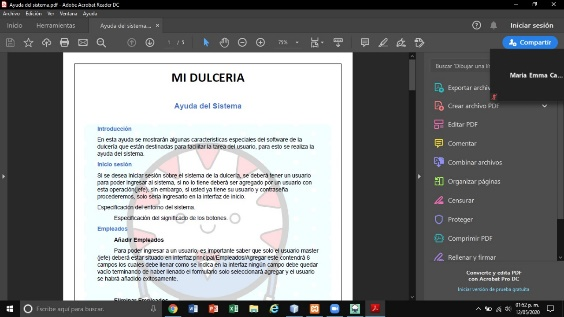 Ayuda del sistema.pdf - Adobe Acrobat Reader DC
Archivo Edición Ver Ventana Ayuda
Inicio Herramientas Ayuda del sistema... × Iniciar sesión
1 / 5 75% Compartir
Buscar 'Dibujar una lí
Maria Emma Ca...
MI DULCERIA
Ayuda del Sistema
Introducción
En esta ayuda se mostrarán algunas características especiales del software de la
dulcería que están destinadas para facilitar la tarea del usuario, para esto se realiza la
ayuda del sistema.
Inicio sesión
Si se desea iniciar sesión sobre el sistema de la dulcería, se deberá tener un usuario
para poder ingresar al sistema, si no lo tiene deberá ser agregado por un usuario con
esta operación(jefe), sin embargo, si usted ya tiene su usuario y contraseña
procederemos, solo sería ingresarlo en la interfaz de inicio.
Especificación del entorno del sistema.
Especificación del significado de los botones.
Empleados
Añadir Empleados
Para poder ingresar a un usuario, es importante saber que solo el usuario master
(jefe) deberá estar situado en interfaz principal/Empleados/Agregar este contendrá 6
campos los cuales debe llenar como se indica en la interfaz ningún campo debe quedar
vacío terminando de haber llenado el formulario solo seleccionará agregar y el usuario
se habrá añadido exitosamente.
Eliminar Empleados
Exportar archiv
Crear archivo PDF
Editar PDF
Comentar
Combinar archivos
Organizar páginas
Censurar
Proteger
Comprimir PDF
Rellenar y firmar
Convierte y edita PDF
con Acrobat Pro DC
Iniciar versión de prueba gratuita
Escribe aquí para buscar.
01:52 p. m.
12/05/2020